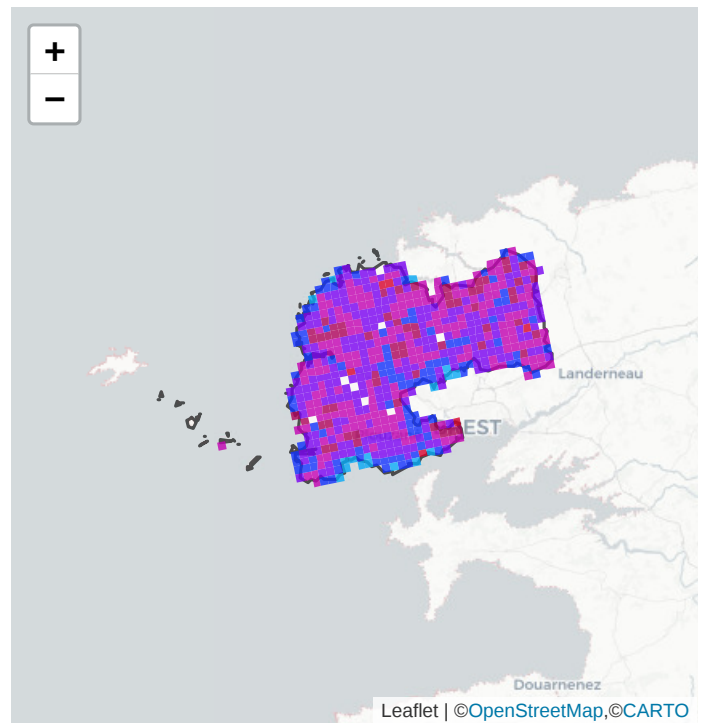 +
−
Landerneau
EST
Douarnenez
Leaflet | ©OpenStreetMap,©CARTO